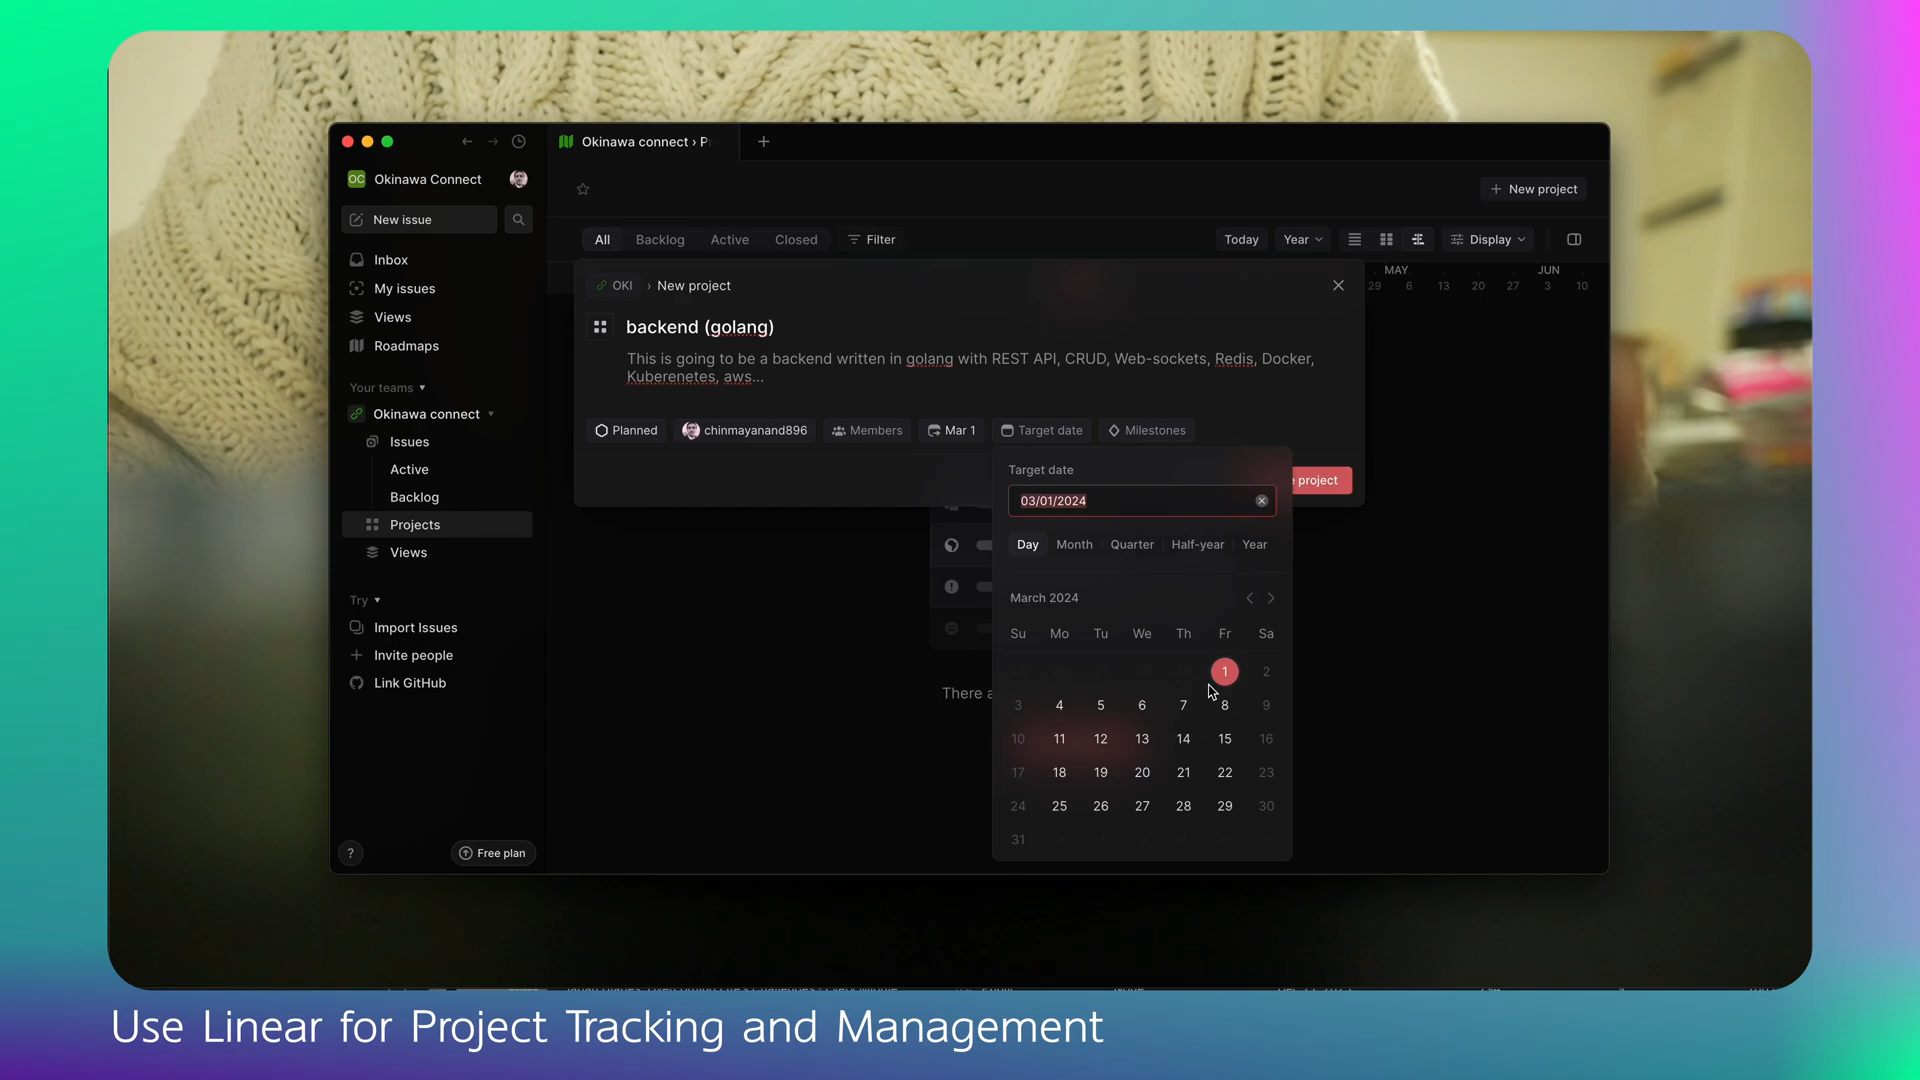 Okinawa connect › P
OC Okinawa Connect
New project
New issue
All Backlog Active Closed Filter
Today Year Display
Inbox
My issues
Views
Roadmaps
MAY JUN
29 6 13 20 27 3 10
OKI › New project
backend (golang)
This is going to be a backend written in golang with REST API, CRUD, Web-sockets, Redis, Docker,
Kuberenetes, aws...
Your teams
Okinawa connect
Issues
Active
Backlog
Projects
Views
Planned chinmayanand896 Members Mar 1 Target date Milestones
Target date
project
03/01/2024
Day Month Quarter Half-year Year
March 2024
Su Mo Tu We Th Fr Sa
1 2
3 4 5 6 7 8 9
10 11 12 13 14 15 16
17 18 19 20 21 22 23
24 25 26 27 28 29 30
31
There
Try
Import Issues
Invite people
Link GitHub
? Free plan
Use Linear for Project Tracking and Management